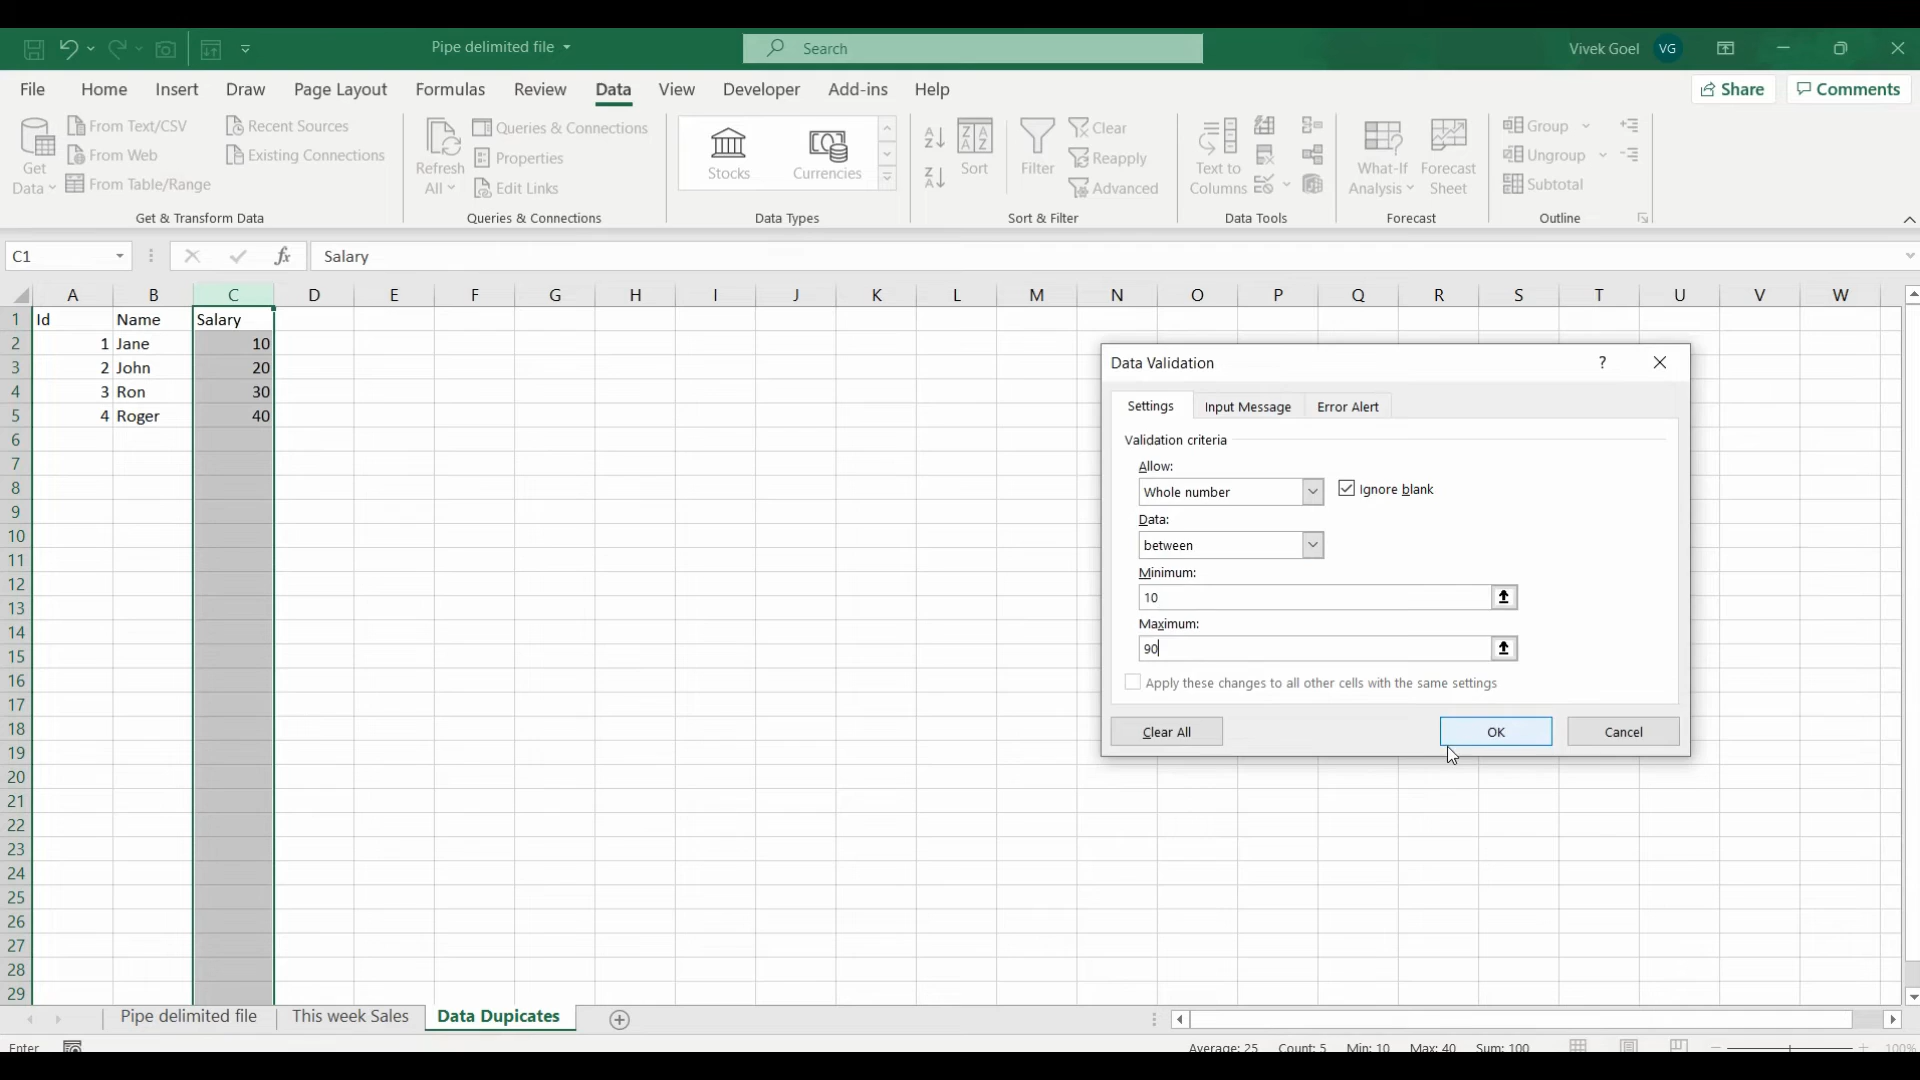 Pipe delimited file
Search
Vivek Goel VG
File Home Insert Draw Page Layout Formulas Review Data View Developer Add-ins Help
Share
Comments
Get Data
From Text/CSV
From Web
From Table/Range
Recent Sources
Existing Connections
Get & Transform Data
Refresh All
Queries & Connections
Properties
Edit Links
Queries & Connections
Stocks
Currencies
Data Types
Sort
Filter
Clear
Reapply
Advanced
Sort & Filter
Text to Columns
Data Tools
What-If Analysis
Forecast Sheet
Forecast
Group
Ungroup
Subtotal
Outline
C1
fx
Salary
A B C D E F G H I J K L M N O P Q R S T U V W
1 Id Name Salary
2 1 Jane 10
3 2 John 20
4 3 Ron 30
5 4 Roger 40
6
7
8
9
10
11
12
13
14
15
16
17
18
19
20
21
22
23
24
25
26
27
28
29
Data Validation ?
Settings Input Message Error Alert
Validation criteria
Allow:
Whole number
Ignore blank
Data:
between
Minimum:
10
Maximum:
90
Apply these changes to all other cells with the same settings
Clear All
OK
Cancel
Pipe delimited file This week Sales Data Dupicates
Enter
Average: 25 Count: 5 Min: 10 Max: 40 Sum: 100
100%